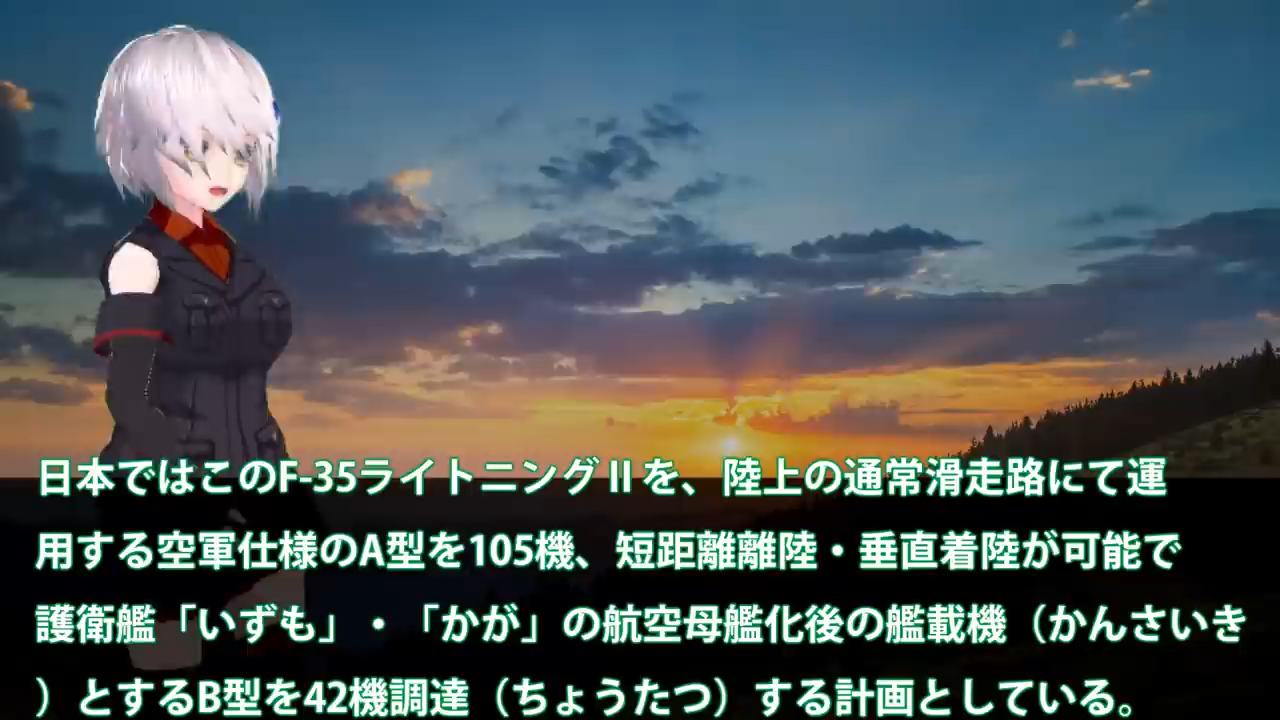 日本ではこのF-35ライトニングⅡを、陸上の通常滑走路にて運
用する空軍仕様のA型を105機、短距離離陸・垂直着陸が可能で
護衛艦「いずも」・「かが」の航空母艦化後の艦載機（かんさいき
）とするB型を42機調達（ちょうたつ）する計画としている。